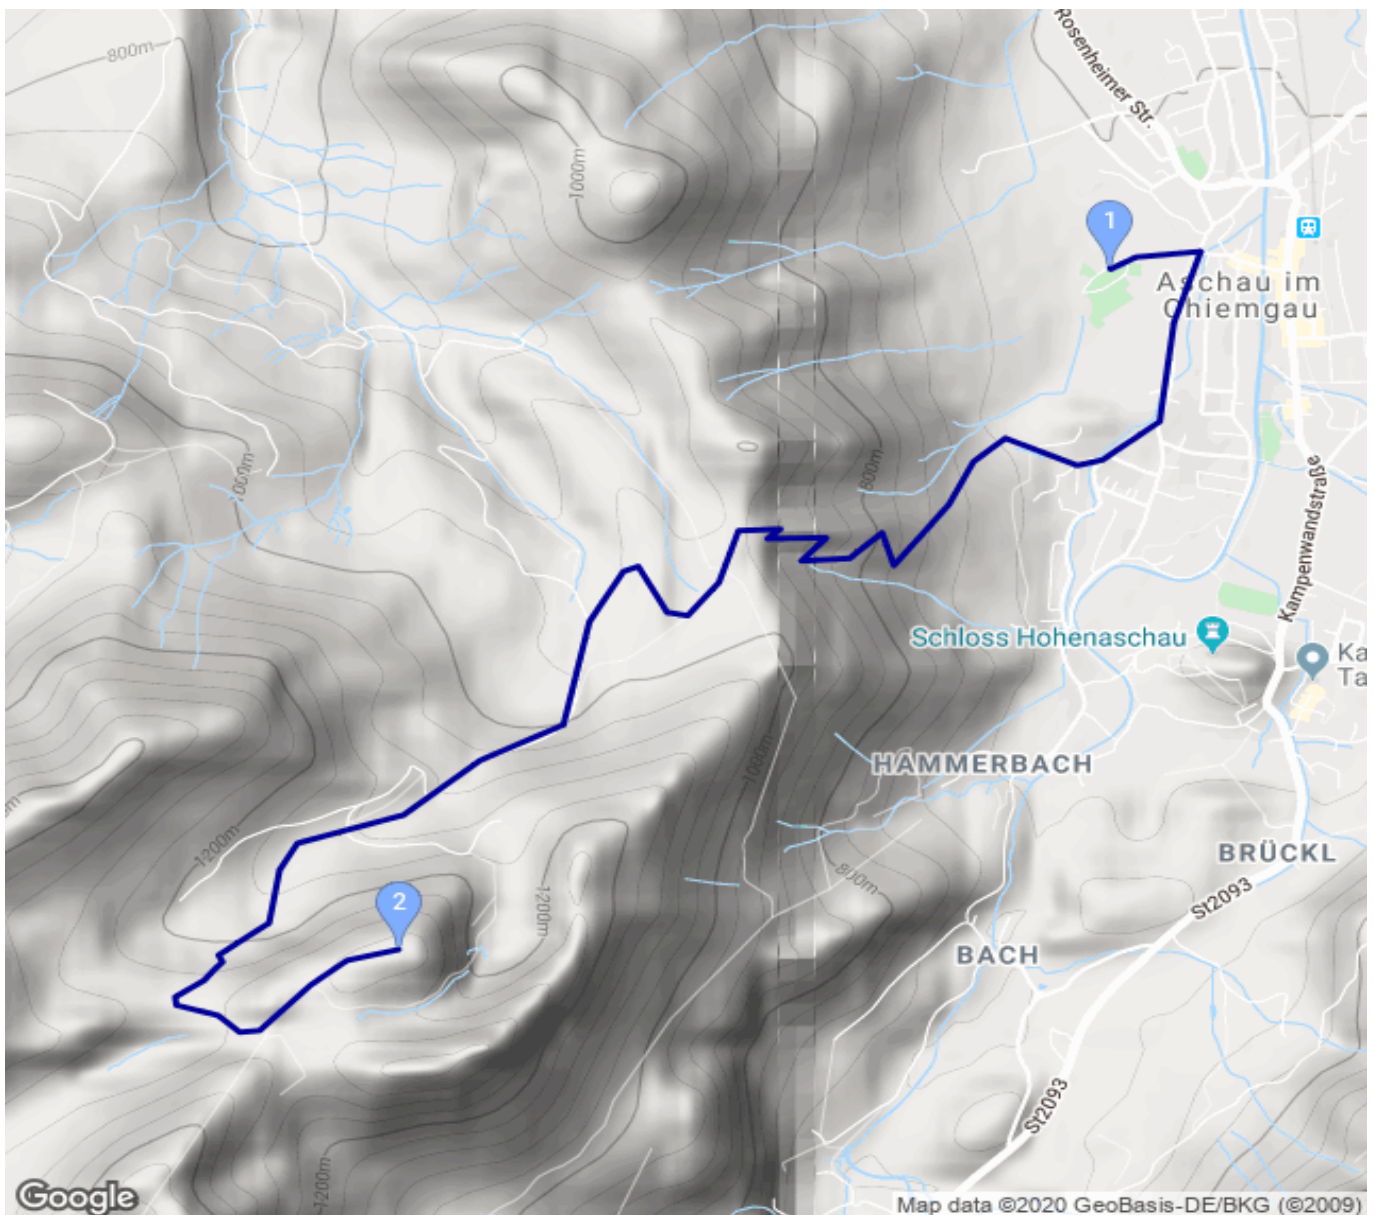 800m
Rosenheimer Str.
1000m
1
Aschau im
Chiemgau
0
800m
1000m
Kampenwandstraße
Schloss Hohenaschau
Ka
Ta
1000m
HAMMERBACH
1200m
BRÜCKL
800m
2
1200m
St2093
BACH
St2093
1200m
Google
Map data ©2020 GeoBasis-DE/BKG (©2009)